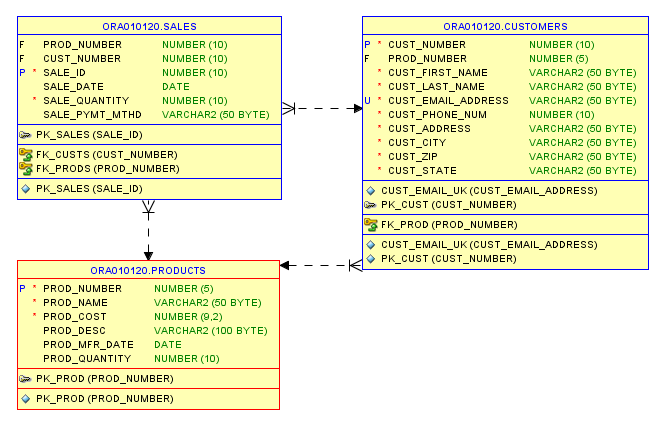 ORA010120.SALES
F PROD_NUMBER NUMBER (10)
F CUST_NUMBER NUMBER (10)
P * SALE_ID NUMBER (10)
SALE_DATE DATE
* SALE_QUANTITY NUMBER (10)
SALE_PYMT_MTHD VARCHAR2 (50 BYTE)
PK_SALES (SALE_ID)
FK_CUSTS (CUST_NUMBER)
FK_PRODS (PROD_NUMBER)
PK_SALES (SALE_ID)
ORA010120.CUSTOMERS
P * CUST_NUMBER NUMBER (10)
F PROD_NUMBER NUMBER (5)
* CUST_FIRST_NAME VARCHAR2 (50 BYTE)
* CUST_LAST_NAME VARCHAR2 (50 BYTE)
U * CUST_EMAIL_ADDRESS VARCHAR2 (50 BYTE)
* CUST_PHONE_NUM NUMBER (10)
* CUST_ADDRESS VARCHAR2 (50 BYTE)
* CUST_CITY VARCHAR2 (50 BYTE)
* CUST_ZIP VARCHAR2 (50 BYTE)
* CUST_STATE VARCHAR2 (50 BYTE)
CUST_EMAIL_UK (CUST_EMAIL_ADDRESS)
PK_CUST (CUST_NUMBER)
FK_PROD (PROD_NUMBER)
CUST_EMAIL_UK (CUST_EMAIL_ADDRESS)
PK_CUST (CUST_NUMBER)
ORA010120.PRODUCTS
P * PROD_NUMBER NUMBER (5)
* PROD_NAME VARCHAR2 (50 BYTE)
* PROD_COST NUMBER (9,2)
PROD_DESC VARCHAR2 (100 BYTE)
PROD_MFR_DATE DATE
PROD_QUANTITY NUMBER (10)
PK_PROD (PROD_NUMBER)
PK_PROD (PROD_NUMBER)